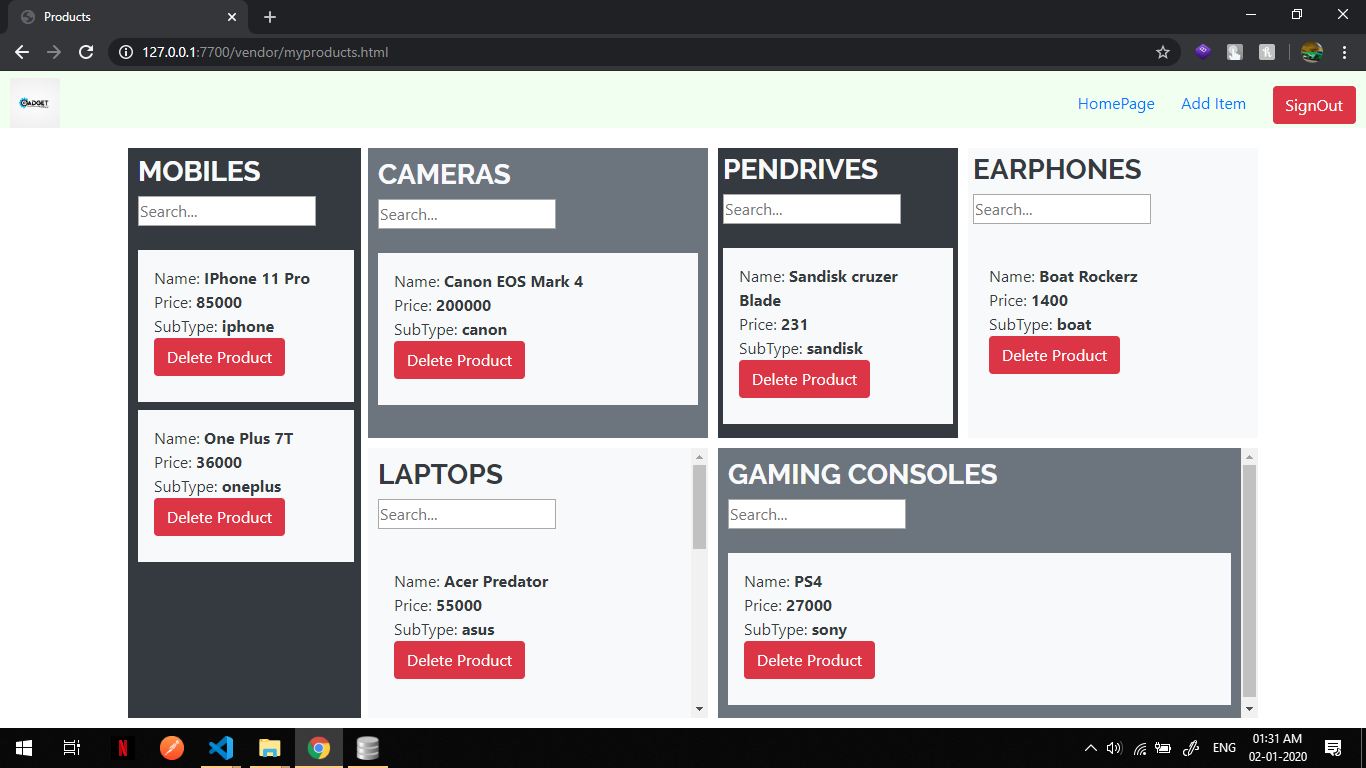 Products
127.0.0.1:7700/vendor/myproducts.html
GADGET
HomePage
Add Item
SignOut
MOBILES
Search...
Name: IPhone 11 Pro
Price: 85000
SubType: iphone
Delete Product
Name: One Plus 7T
Price: 36000
SubType: oneplus
Delete Product
CAMERAS
Search...
Name: Canon EOS Mark 4
Price: 200000
SubType: canon
Delete Product
PENDRIVES
Search...
Name: Sandisk cruzer
Blade
Price: 231
SubType: sandisk
Delete Product
EARPHONES
Search...
Name: Boat Rockerz
Price: 1400
SubType: boat
Delete Product
LAPTOPS
Search...
Name: Acer Predator
Price: 55000
SubType: asus
Delete Product
GAMING CONSOLES
Search...
Name: PS4
Price: 27000
SubType: sony
Delete Product
ENG
01:31 AM
02-01-2020